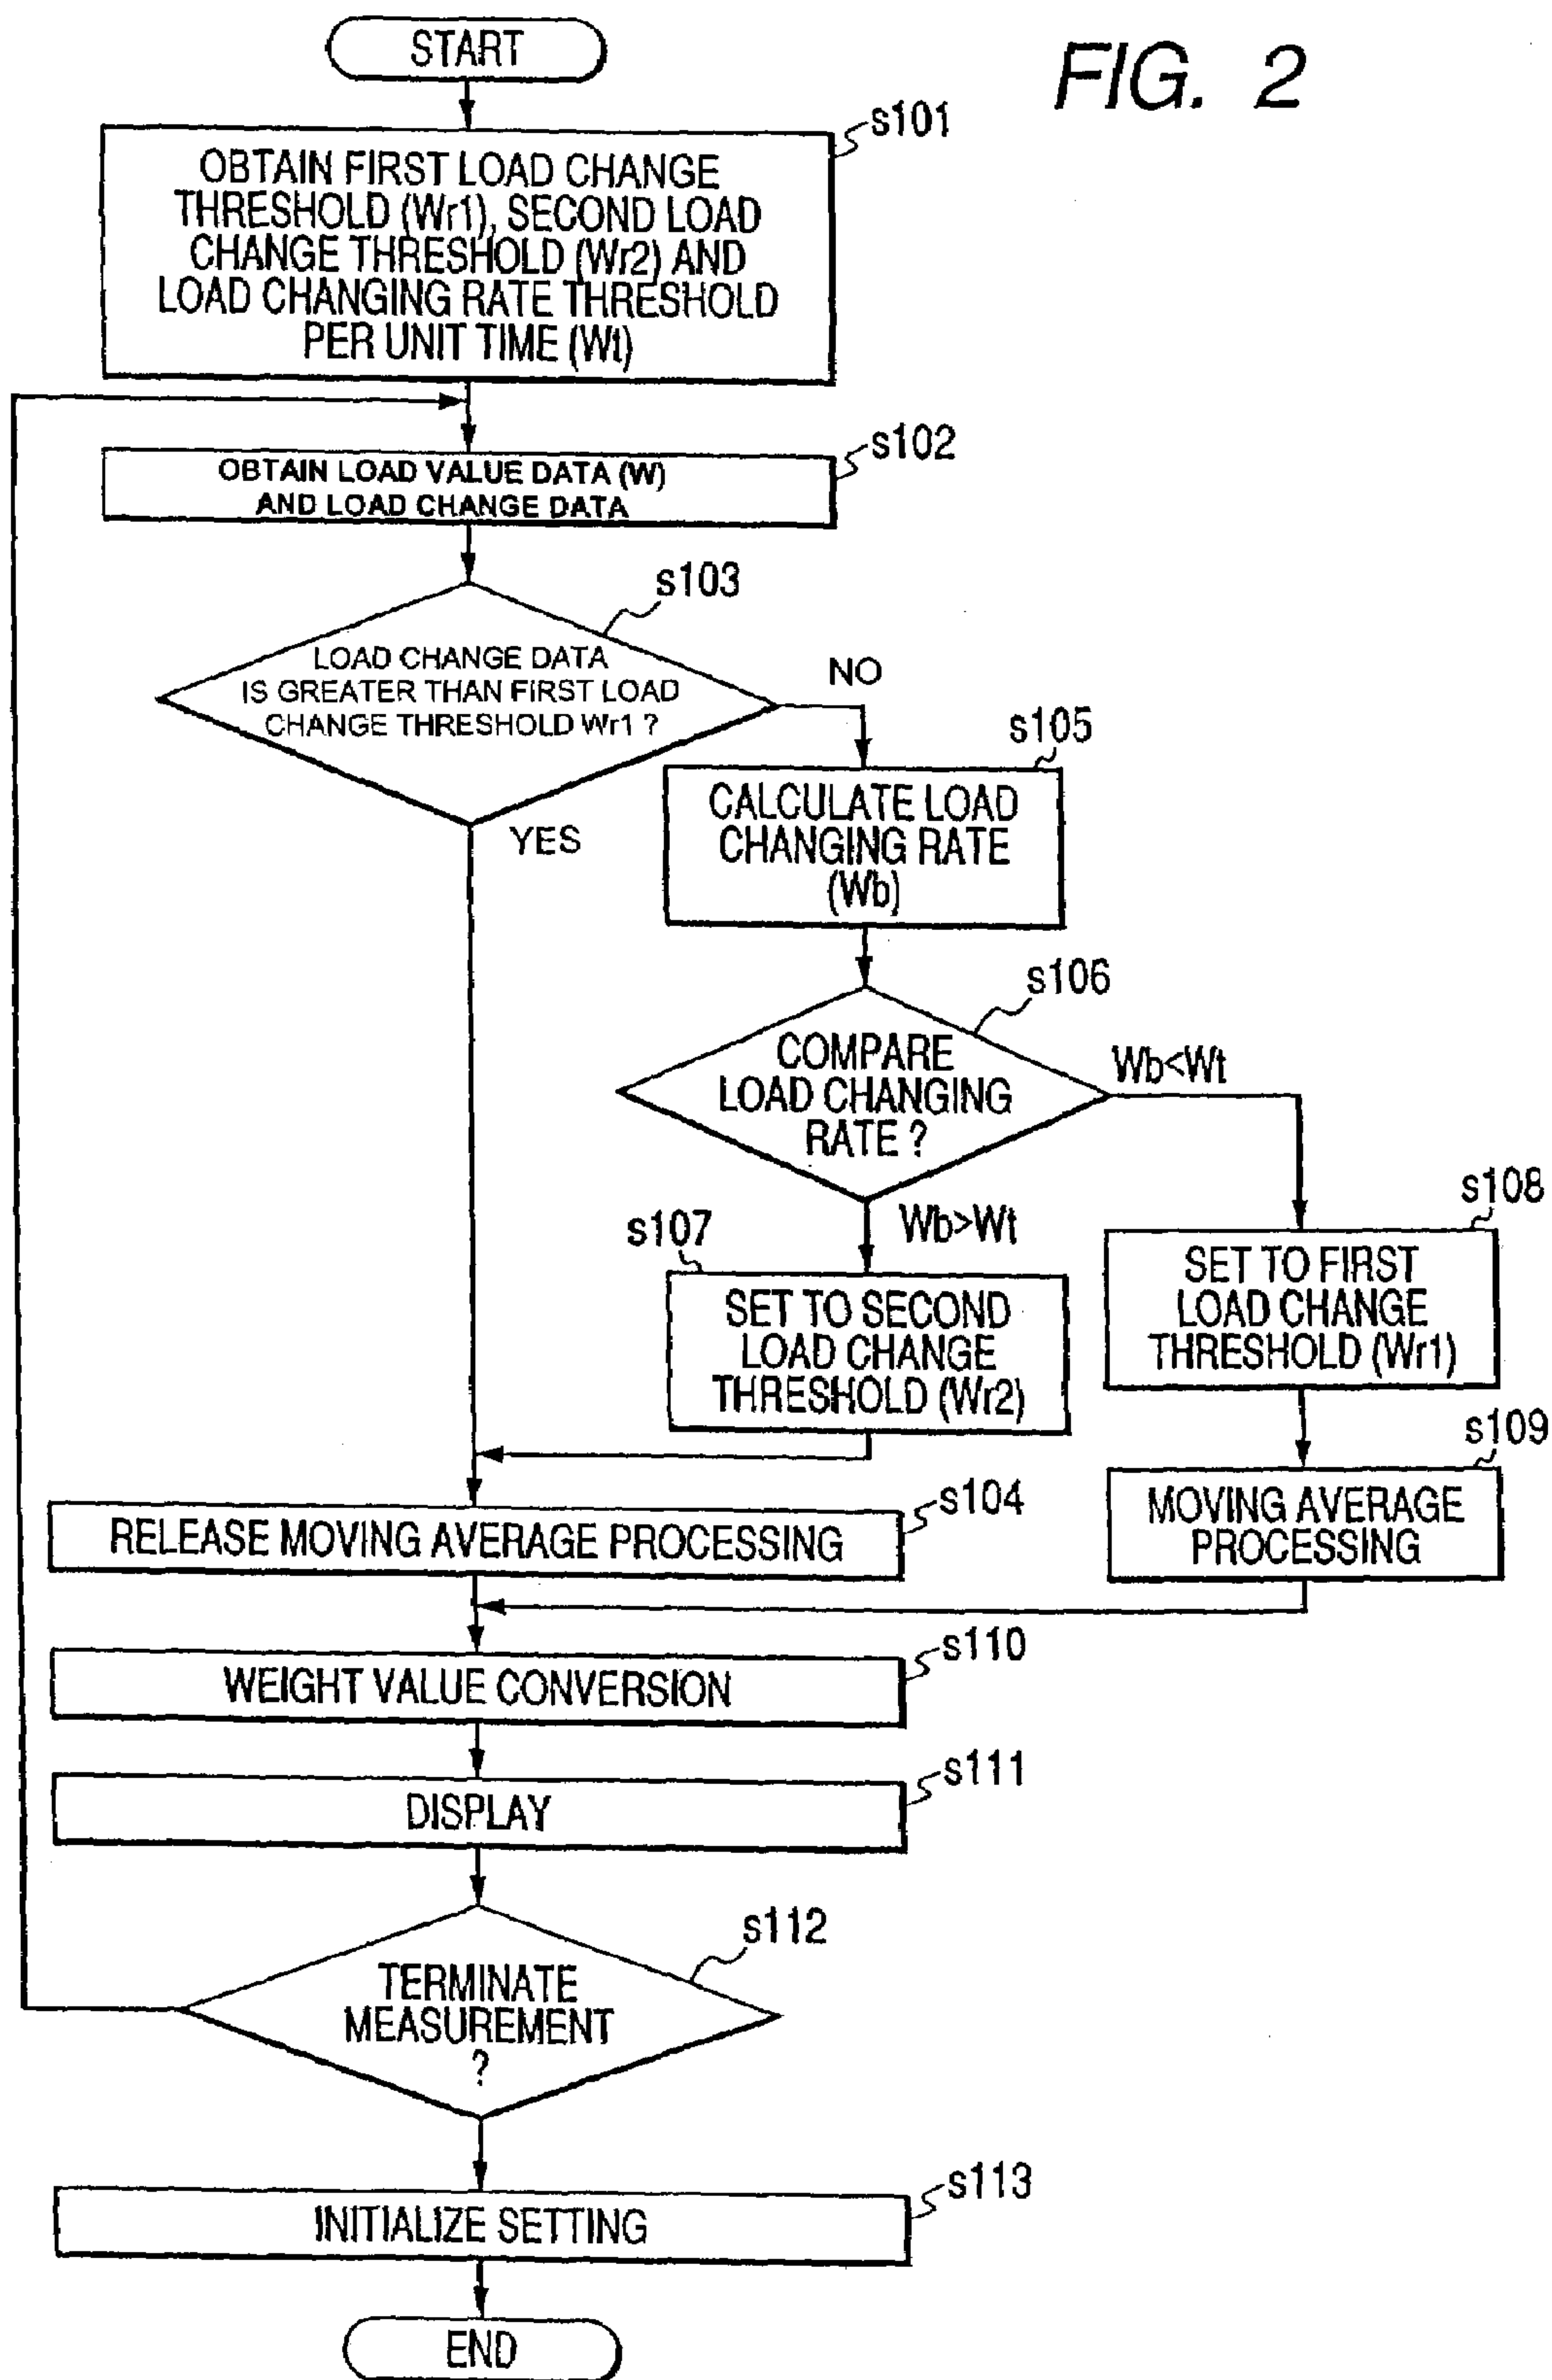 START
FIG. 2
s101
OBTAIN FIRST LOAD CHANGE
THRESHOLD (Wr1), SECOND LOAD
CHANGE THRESHOLD (Wr2) AND
LOAD CHANGING RATE THRESHOLD
PER UNIT TIME (Wt)
s102
OBTAIN LOAD VALUE DATA (W)
AND LOAD CHANGE DATA
s103
LOAD CHANGE DATA
IS GREATER THAN FIRST LOAD
CHANGE THRESHOLD Wr1 ?
NO
YES
s105
CALCULATE LOAD
CHANGING RATE
(Wb)
s106
COMPARE
LOAD CHANGING
RATE ?
Wb<Wt
Wb>Wt
s107
SET TO SECOND
LOAD CHANGE
THRESHOLD (Wr2)
s108
SET TO FIRST
LOAD CHANGE
THRESHOLD (Wr1)
s109
MOVING AVERAGE
PROCESSING
s104
RELEASE MOVING AVERAGE PROCESSING
s110
WEIGHT VALUE CONVERSION
s111
DISPLAY
s112
TERMINATE
MEASUREMENT
?
s113
INITIALIZE SETTING
END